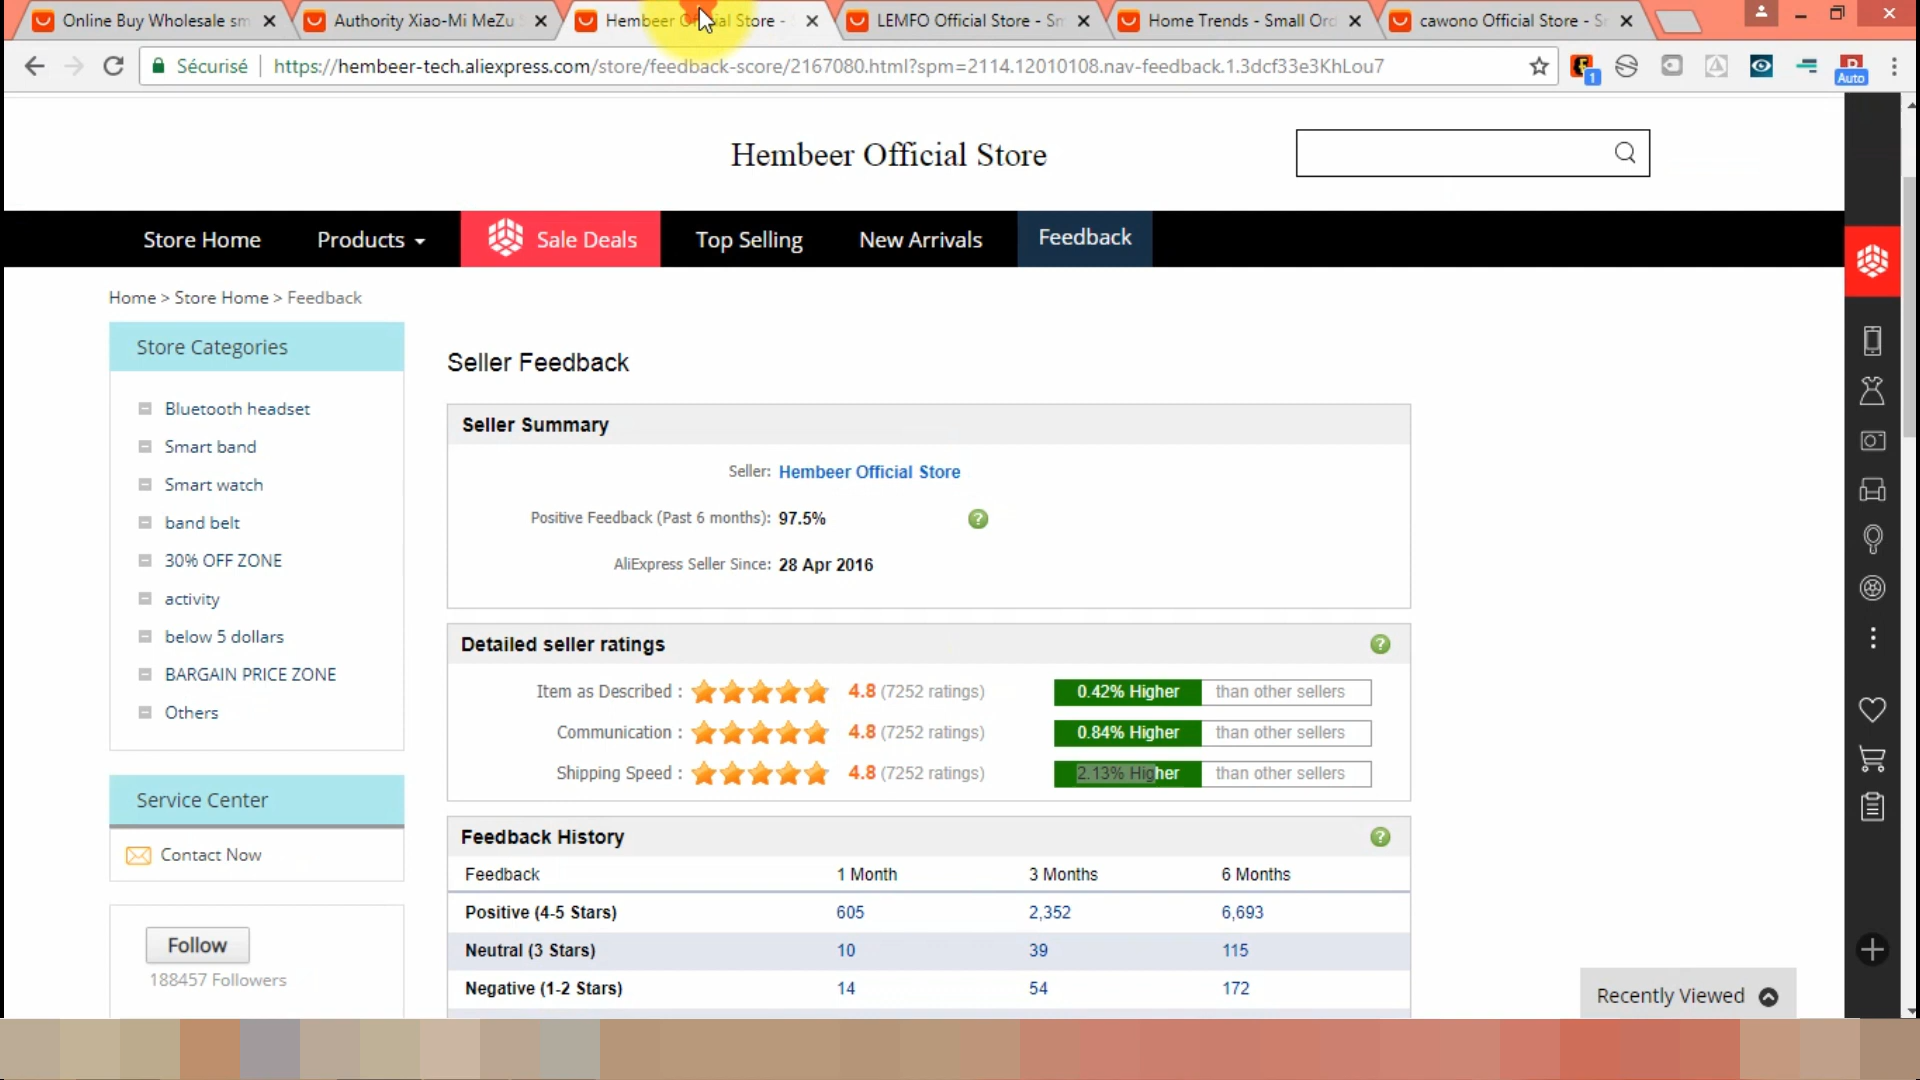 Online Buy Wholesale sm
Authority Xiao-Mi MeZu S
Hembeer Official Store -
LEMFO Official Store - Sm
Home Trends - Small Ord
cawono Official Store - S
Sécurisé https://hembeer-tech.aliexpress.com/store/feedback-score/2167080.html?spm=2114.12010108.nav-feedback.1.3dcf33e3KhLou7
1
Auto
Hembeer Official Store
Store Home Products Sale Deals Top Selling New Arrivals Feedback
Home > Store Home > Feedback
Store Categories
Bluetooth headset
Smart band
Smart watch
band belt
30% OFF ZONE
activity
below 5 dollars
BARGAIN PRICE ZONE
Others
Service Center
Contact Now
Follow
188457 Followers
Seller Feedback
Seller Summary
Seller: Hembeer Official Store
Positive Feedback (Past 6 months): 97.5% ?
AliExpress Seller Since: 28 Apr 2016
Detailed seller ratings ?
Item as Described : 4.8 (7252 ratings) 0.42% Higher than other sellers
Communication : 4.8 (7252 ratings) 0.84% Higher than other sellers
Shipping Speed : 4.8 (7252 ratings) 2.13% Higher than other sellers
Feedback History ?
Feedback 1 Month 3 Months 6 Months
Positive (4-5 Stars) 605 2,352 6,693
Neutral (3 Stars) 10 39 115
Negative (1-2 Stars) 14 54 172
Recently Viewed